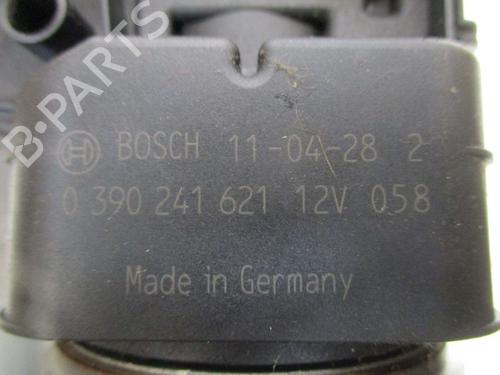 B-PARTS
BOSCH 11-04-28 2
0 390 241 621 12V 058
Made in Germany